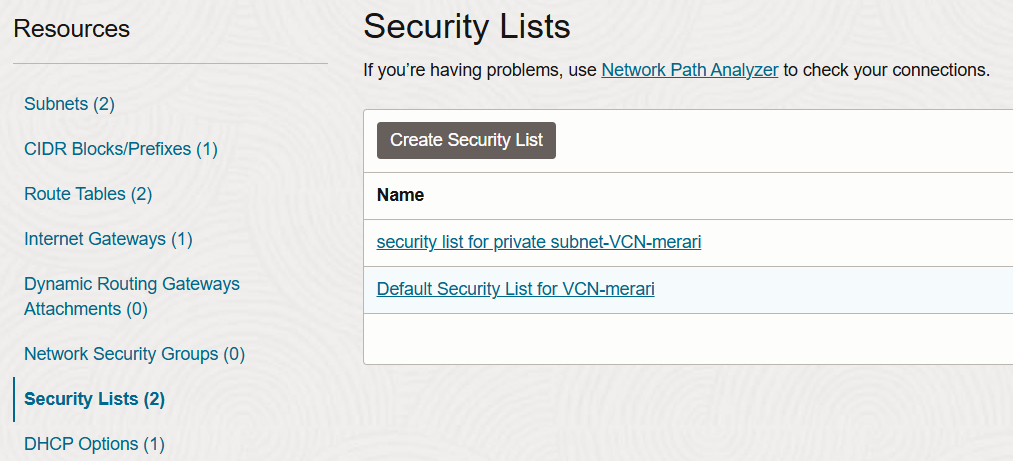 Resources
Subnets (2)
CIDR Blocks/Prefixes (1)
Route Tables (2)
Internet Gateways (1)
Dynamic Routing Gateways
Attachments (0)
Network Security Groups (0)
Security Lists (2)
DHCP Options (1)
Security Lists
If you’re having problems, use Network Path Analyzer to check your connections.
Create Security List
Name
security list for private subnet-VCN-merari
Default Security List for VCN-merari